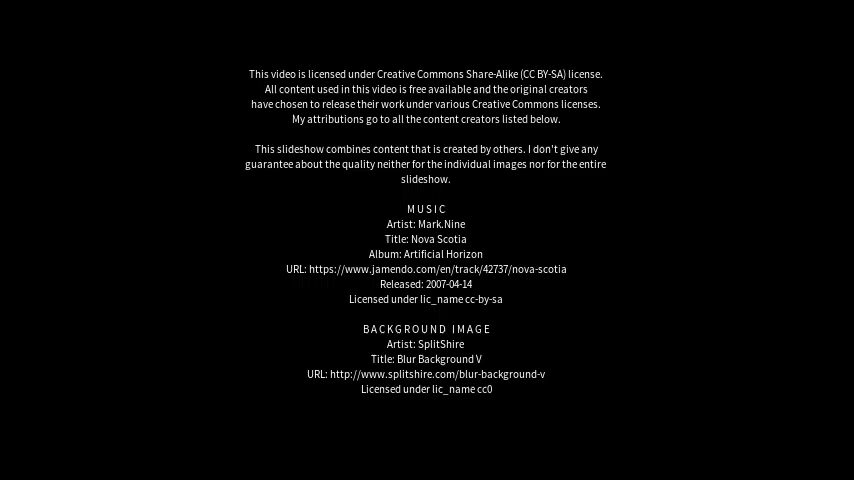 This video is licensed under Creative Commons Share-Alike (CC BY-SA) license.
All content used in this video is free available and the original creators
have chosen to release their work under various Creative Commons licenses.
My attributions go to all the content creators listed below.
This slideshow combines content that is created by others. I don't give any
guarantee about the quality neither for the individual images nor for the entire
slideshow.
MUSIC
Artist: Mark.Nine
Title: Nova Scotia
Album: Artificial Horizon
URL: https://www.jamendo.com/en/track/42737/nova-scotia
Released: 2007-04-14
Licensed under lic_name cc-by-sa
BACKGROUND IMAGE
Artist: SplitShire
Title: Blur Background V
URL: http://www.splitshire.com/blur-background-v
Licensed under lic_name cc0